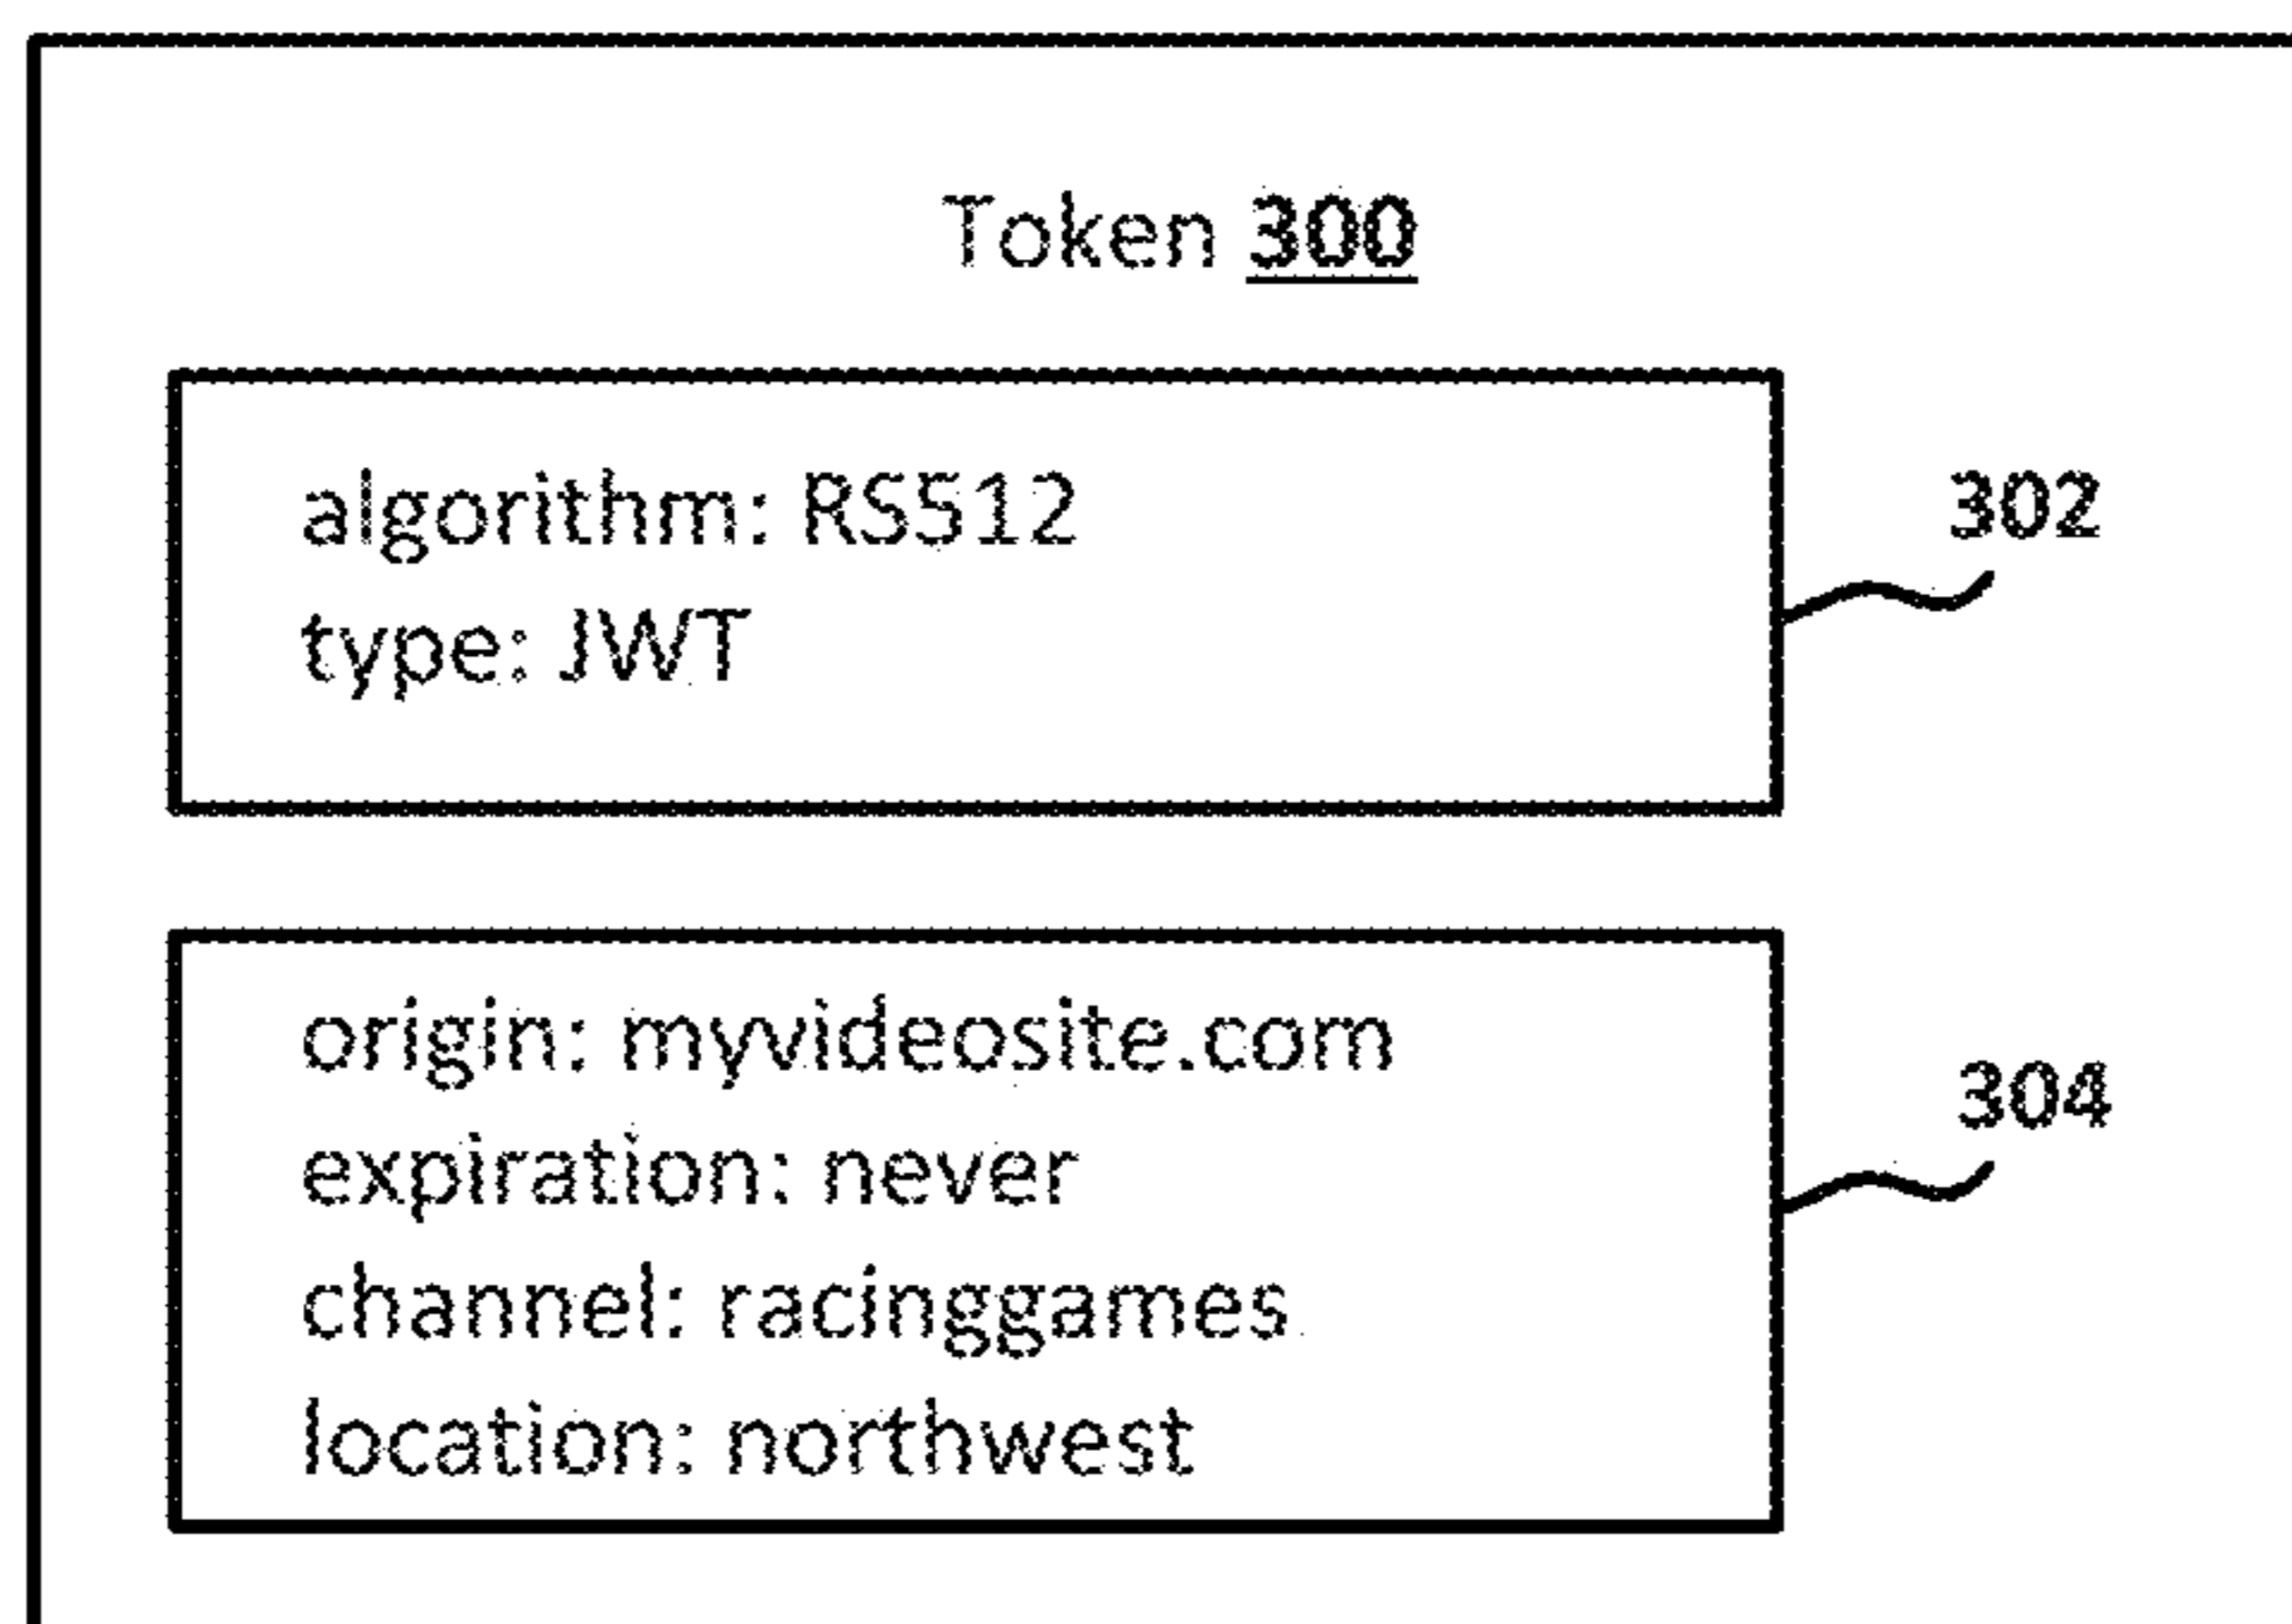 Token 300
algorithm: RS512
302
type: JWT
origin: myvideosite.com
304
expiration: never
channel: racinggames
location: northwest